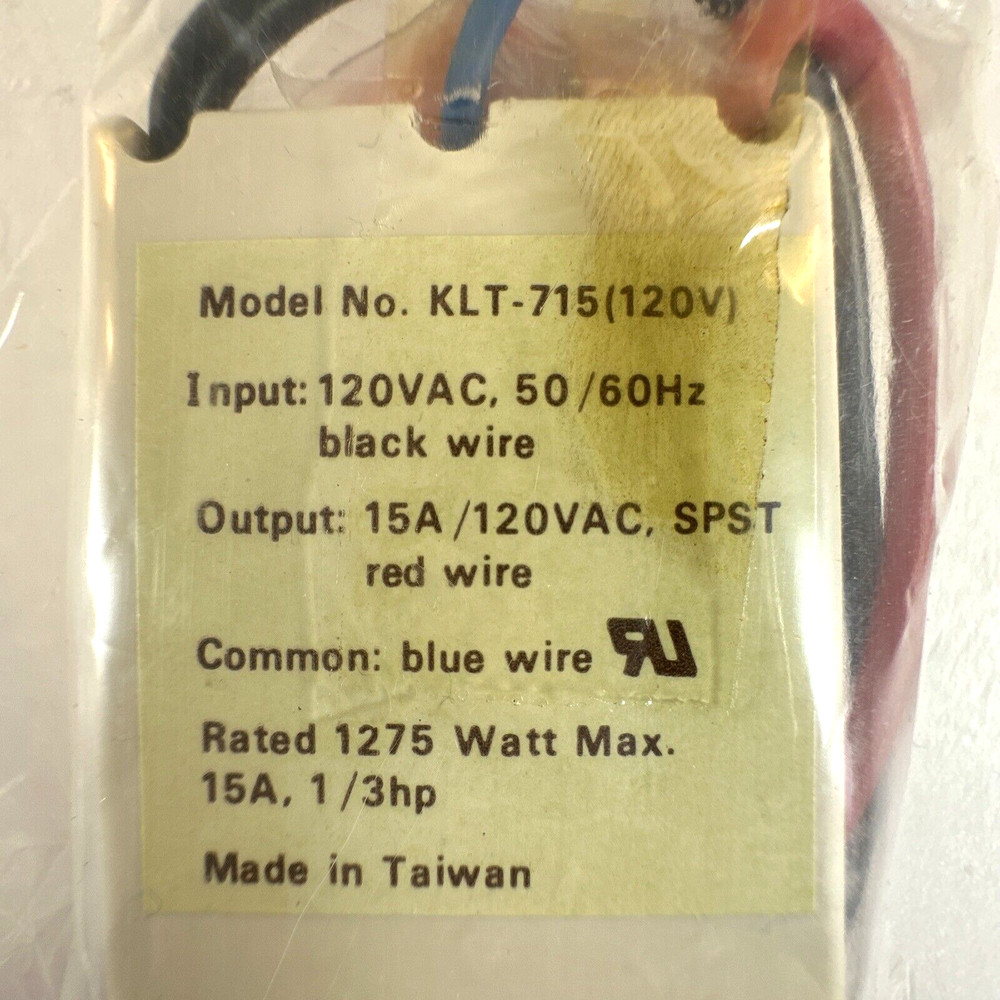 Model No. KLT-715(120V)
Input: 120VAC, 50/60Hz
black wire
Output: 15A/120VAC, SPST
red wire
Common: blue wire RU
Rated 1275 Watt Max.
15A, 1/3hp
Made in Taiwan